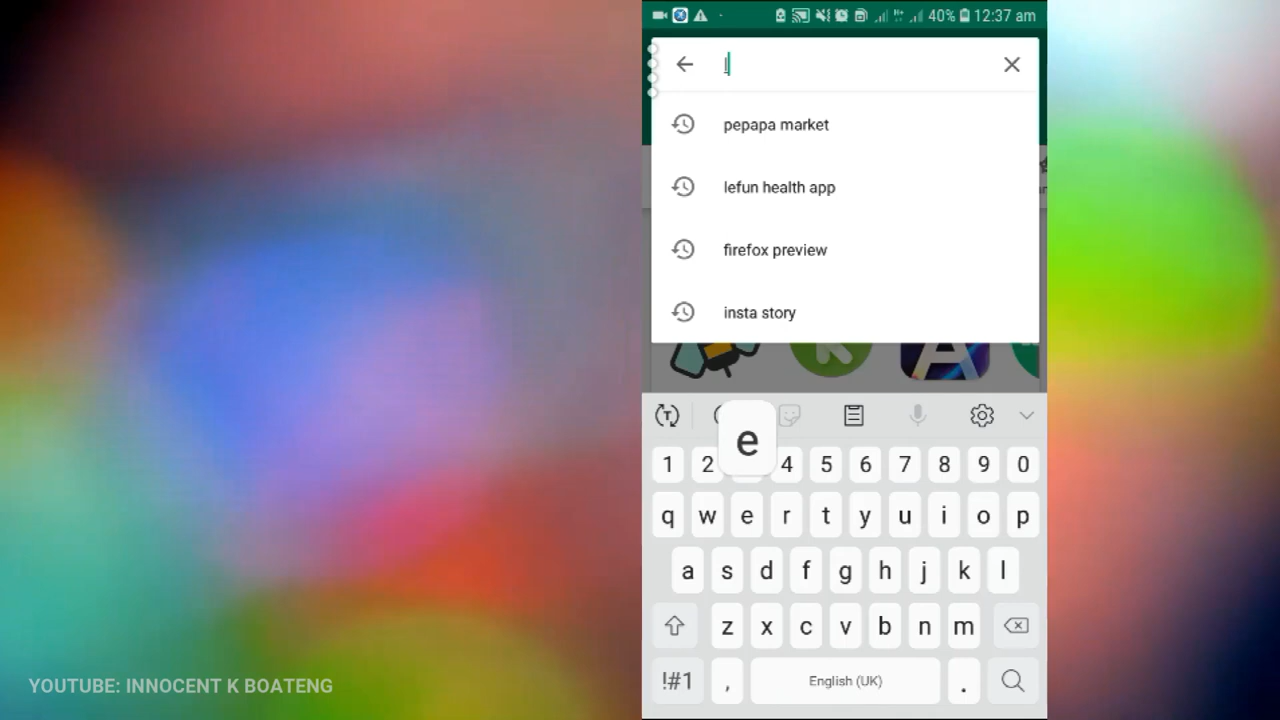 40% 12:37 am
l
pepapa market
lefun health app
firefox preview
insta story
e
1 2 4 5 6 7 8 9 0
q w e r t y u i o p
a s d f g h j k l
z x c v b n m
!#1 , English (UK) .
YOUTUBE: INNOCENT K BOATENG